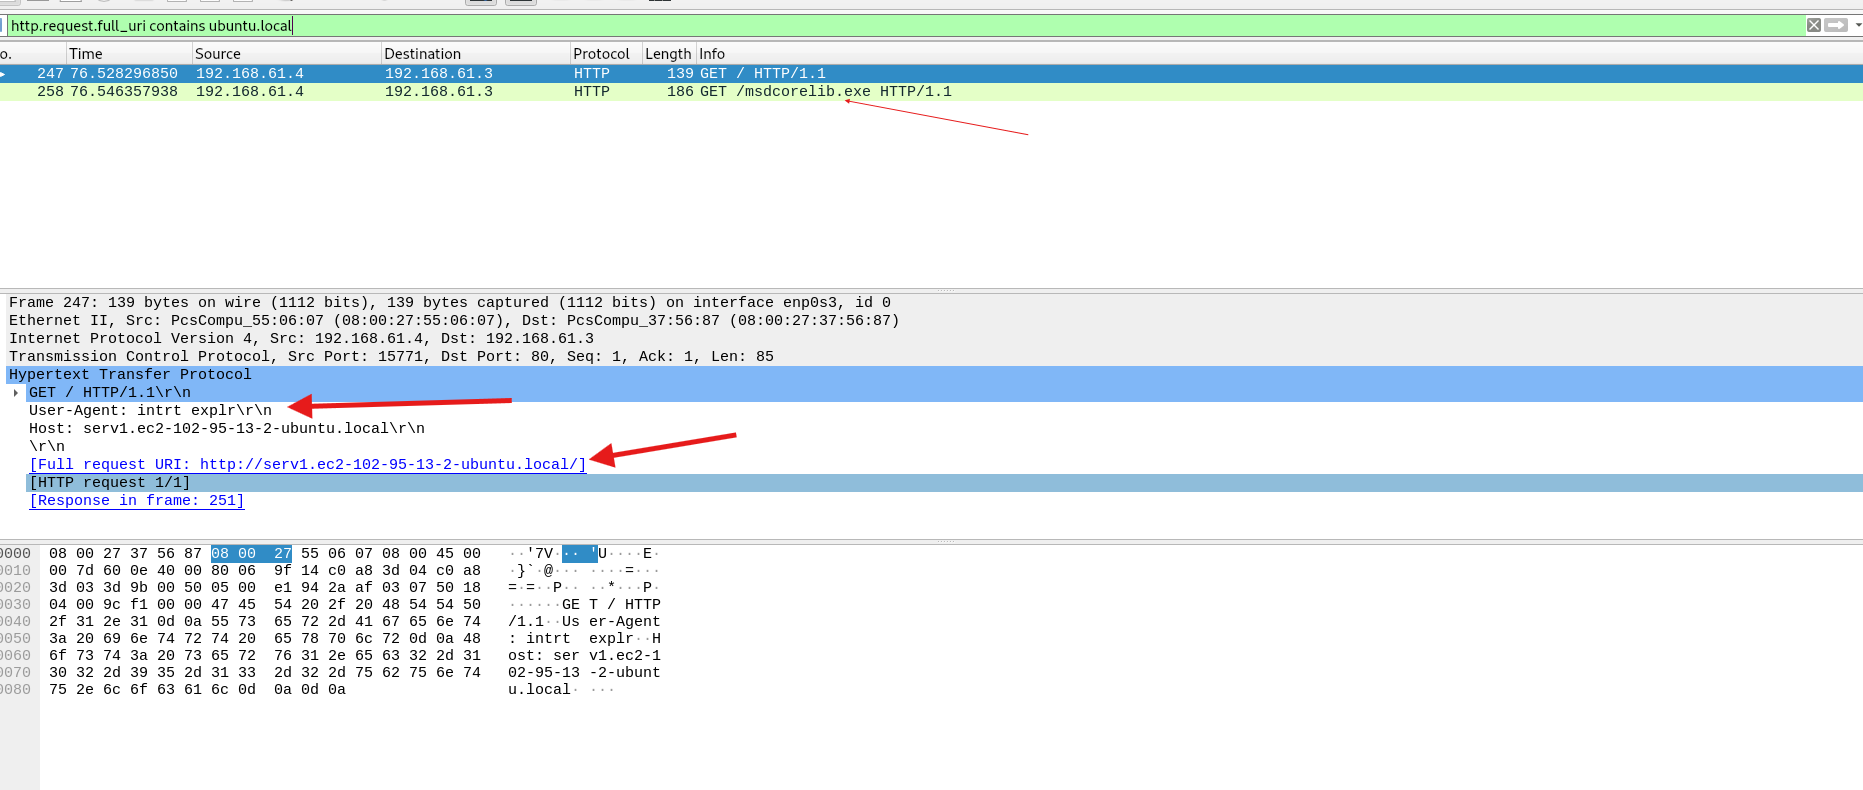 http.request.full_uri contains ubuntu.local
o. Time Source Destination Protocol Length Info
247 76.528296850 192.168.61.4 192.168.61.3 HTTP 139 GET / HTTP/1.1
258 76.546357938 192.168.61.4 192.168.61.3 HTTP 186 GET /msdcorelib.exe HTTP/1.1
Frame 247: 139 bytes on wire (1112 bits), 139 bytes captured (1112 bits) on interface enp0s3, id 0
Ethernet II, Src: PcsCompu_55:06:07 (08:00:27:55:06:07), Dst: PcsCompu_37:56:87 (08:00:27:37:56:87)
Internet Protocol Version 4, Src: 192.168.61.4, Dst: 192.168.61.3
Transmission Control Protocol, Src Port: 15771, Dst Port: 80, Seq: 1, Ack: 1, Len: 85
Hypertext Transfer Protocol
GET / HTTP/1.1\r\n
User-Agent: intrt explr\r\n
Host: serv1.ec2-102-95-13-2-ubuntu.local\r\n
\r\n
[Full request URI: http://serv1.ec2-102-95-13-2-ubuntu.local/]
[HTTP request 1/1]
[Response in frame: 251]
0000 08 00 27 37 56 87 08 00 27 55 06 07 08 00 45 00 ··'7V··· 'U····E·
0010 00 7d 60 0e 40 00 80 06 9f 14 c0 a8 3d 04 c0 a8 ·}`·@··· ····=···
0020 3d 03 3d 9b 00 50 05 00 e1 94 2a af 03 07 50 18 =·=··P·· ··*···P·
0030 04 00 9c f1 00 00 47 45 54 20 2f 20 48 54 54 50 ······GE T / HTTP
0040 2f 31 2e 31 0d 0a 55 73 65 72 2d 41 67 65 6e 74 /1.1··Us er-Agent
0050 3a 20 69 6e 74 72 74 20 65 78 70 6c 72 0d 0a 48 : intrt explr··H
0060 6f 73 74 3a 20 73 65 72 76 31 2e 65 63 32 2d 31 ost: ser v1.ec2-1
0070 30 32 2d 39 35 2d 31 33 2d 32 2d 75 62 75 6e 74 02-95-13 -2-ubunt
0080 75 2e 6c 6f 63 61 6c 0d 0a 0d 0a u.local· ···